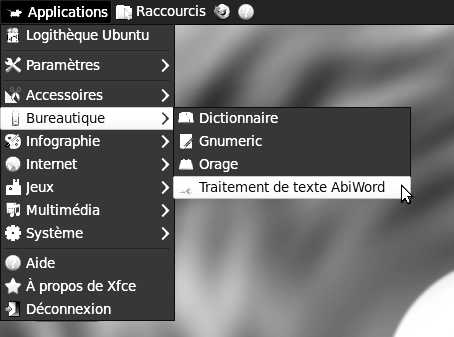 Applications Raccourcis
Logithèque Ubuntu
Paramètres
Accessoires
Bureautique
Infographie
Internet
Jeux
Multimédia
Système
Aide
À propos de Xfce
Déconnexion
Dictionnaire
Gnumeric
Orage
Traitement de texte AbiWord